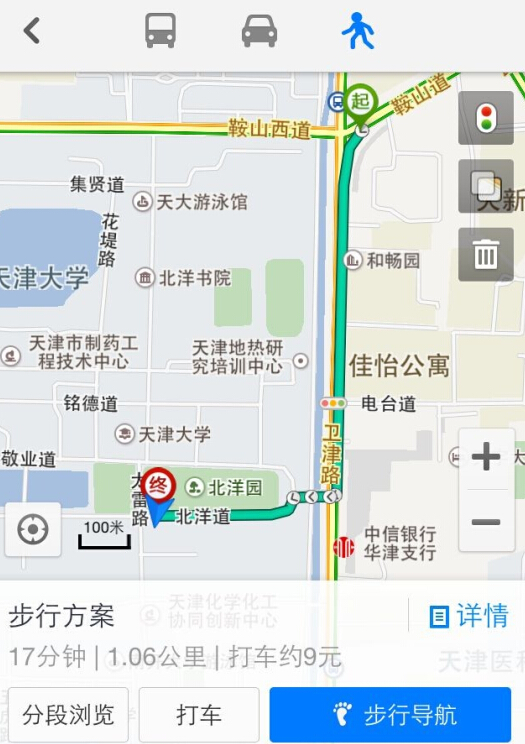 起
鞍山道
鞍山西道
集贤道
天大游泳馆
天新
花堤路
和畅园
天津大学
北洋书院
天津市制药工
程技术中心
天津地热研
究培训中心
佳怡公寓
铭德道
电台道
天津大学
卫津路
敬业道
终
北洋园
太雷路
北洋道
100米
中信银行
华津支行
天津化学化工
协同创新中心
步行方案
详情
17分钟 | 1.06公里 | 打车约9元
天津医科
分段浏览
打车
步行导航